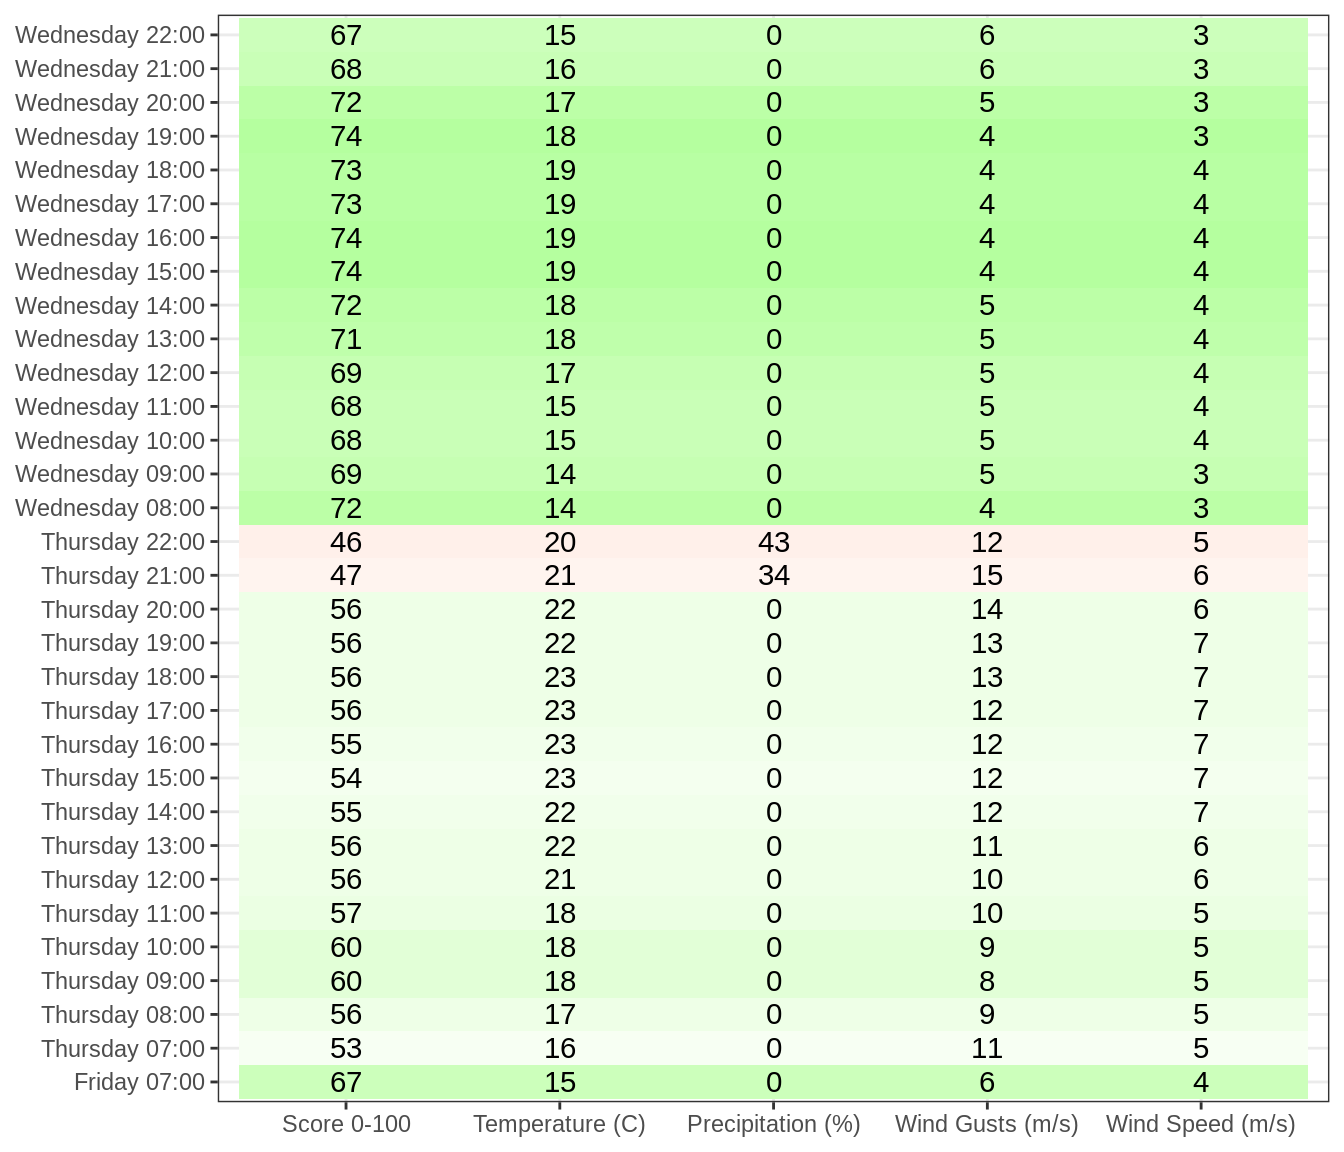 Wednesday 22:00 67 15 0 6 3
Wednesday 21:00 68 16 0 6 3
Wednesday 20:00 72 17 0 5 3
Wednesday 19:00 74 18 0 4 3
Wednesday 18:00 73 19 0 4 4
Wednesday 17:00 73 19 0 4 4
Wednesday 16:00 74 19 0 4 4
Wednesday 15:00 74 19 0 4 4
Wednesday 14:00 72 18 0 5 4
Wednesday 13:00 71 18 0 5 4
Wednesday 12:00 69 17 0 5 4
Wednesday 11:00 68 15 0 5 4
Wednesday 10:00 68 15 0 5 4
Wednesday 09:00 69 14 0 5 3
Wednesday 08:00 72 14 0 4 3
Thursday 22:00 46 20 43 12 5
Thursday 21:00 47 21 34 15 6
Thursday 20:00 56 22 0 14 6
Thursday 19:00 56 22 0 13 7
Thursday 18:00 56 23 0 13 7
Thursday 17:00 56 23 0 12 7
Thursday 16:00 55 23 0 12 7
Thursday 15:00 54 23 0 12 7
Thursday 14:00 55 22 0 12 7
Thursday 13:00 56 22 0 11 6
Thursday 12:00 56 21 0 10 6
Thursday 11:00 57 18 0 10 5
Thursday 10:00 60 18 0 9 5
Thursday 09:00 60 18 0 8 5
Thursday 08:00 56 17 0 9 5
Thursday 07:00 53 16 0 11 5
Friday 07:00 67 15 0 6 4
Score 0-100 Temperature (C) Precipitation (%) Wind Gusts (m/s) Wind Speed (m/s)